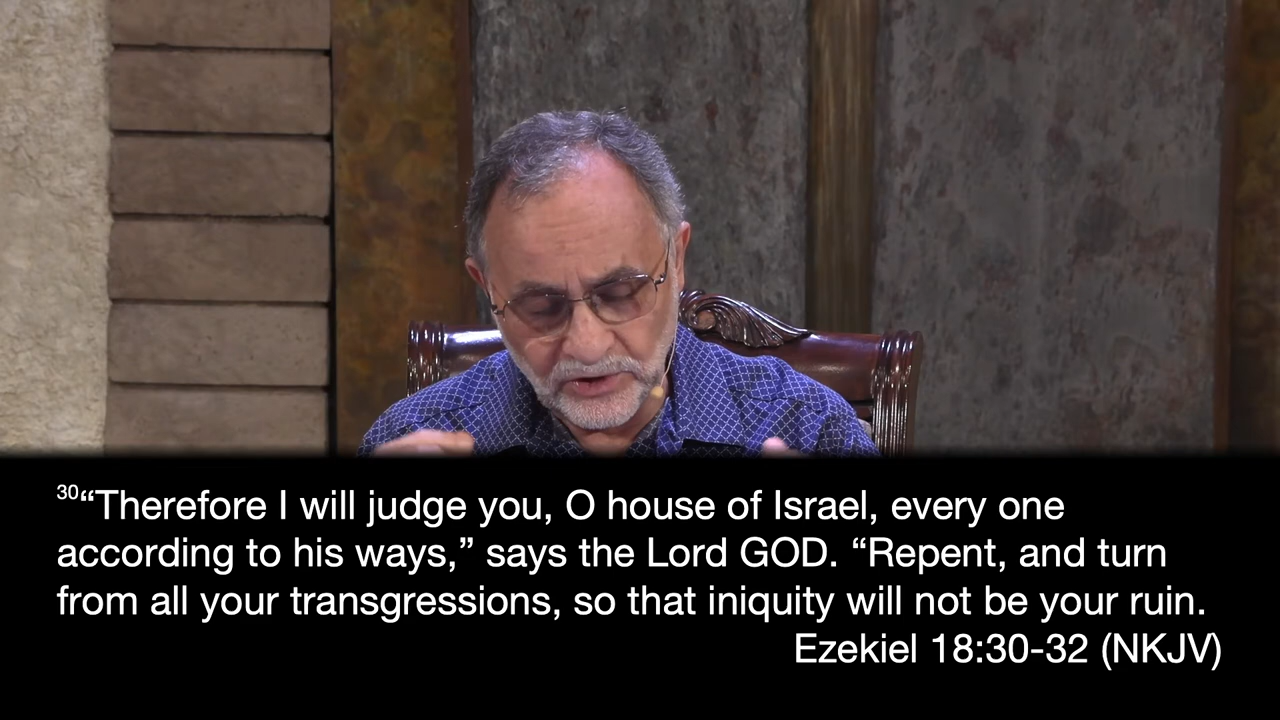 30“Therefore I will judge you, O house of Israel, every one
according to his ways,” says the Lord GOD. “Repent, and turn
from all your transgressions, so that iniquity will not be your ruin.
Ezekiel 18:30-32 (NKJV)